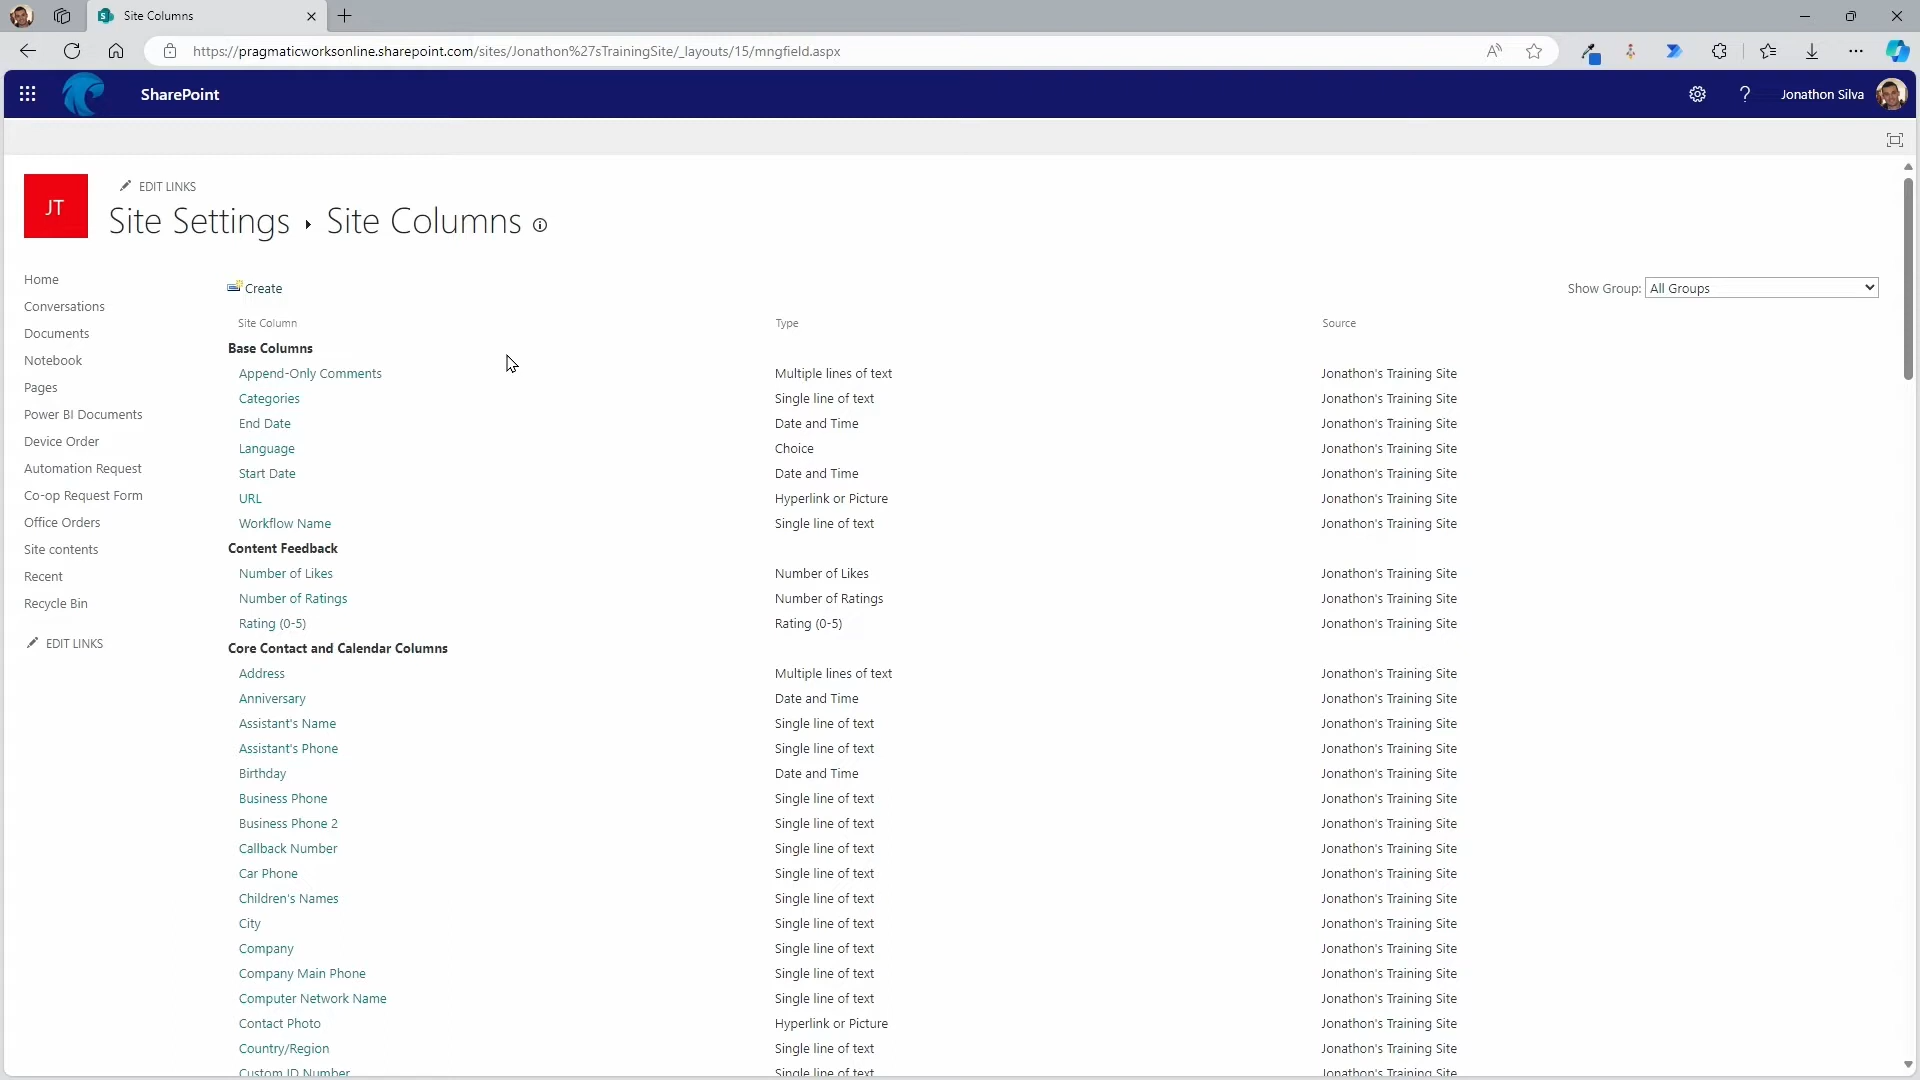 Site Columns
https://pragmaticworksonline.sharepoint.com/sites/Jonathon%27sTrainingSite/_layouts/15/mngfield.aspx
SharePoint
? Jonathon Silva
JT
EDIT LINKS
Site Settings ▸ Site Columns
Home
Conversations
Documents
Notebook
Pages
Power BI Documents
Device Order
Automation Request
Co-op Request Form
Office Orders
Site contents
Recent
Recycle Bin
EDIT LINKS
Create
Show Group: All Groups
Site Column Type Source
Base Columns
Append-Only Comments Multiple lines of text Jonathon's Training Site
Categories Single line of text Jonathon's Training Site
End Date Date and Time Jonathon's Training Site
Language Choice Jonathon's Training Site
Start Date Date and Time Jonathon's Training Site
URL Hyperlink or Picture Jonathon's Training Site
Workflow Name Single line of text Jonathon's Training Site
Content Feedback
Number of Likes Number of Likes Jonathon's Training Site
Number of Ratings Number of Ratings Jonathon's Training Site
Rating (0-5) Rating (0-5) Jonathon's Training Site
Core Contact and Calendar Columns
Address Multiple lines of text Jonathon's Training Site
Anniversary Date and Time Jonathon's Training Site
Assistant's Name Single line of text Jonathon's Training Site
Assistant's Phone Single line of text Jonathon's Training Site
Birthday Date and Time Jonathon's Training Site
Business Phone Single line of text Jonathon's Training Site
Business Phone 2 Single line of text Jonathon's Training Site
Callback Number Single line of text Jonathon's Training Site
Car Phone Single line of text Jonathon's Training Site
Children's Names Single line of text Jonathon's Training Site
City Single line of text Jonathon's Training Site
Company Single line of text Jonathon's Training Site
Company Main Phone Single line of text Jonathon's Training Site
Computer Network Name Single line of text Jonathon's Training Site
Contact Photo Hyperlink or Picture Jonathon's Training Site
Country/Region Single line of text Jonathon's Training Site
Custom ID Number Single line of text Jonathon's Training Site